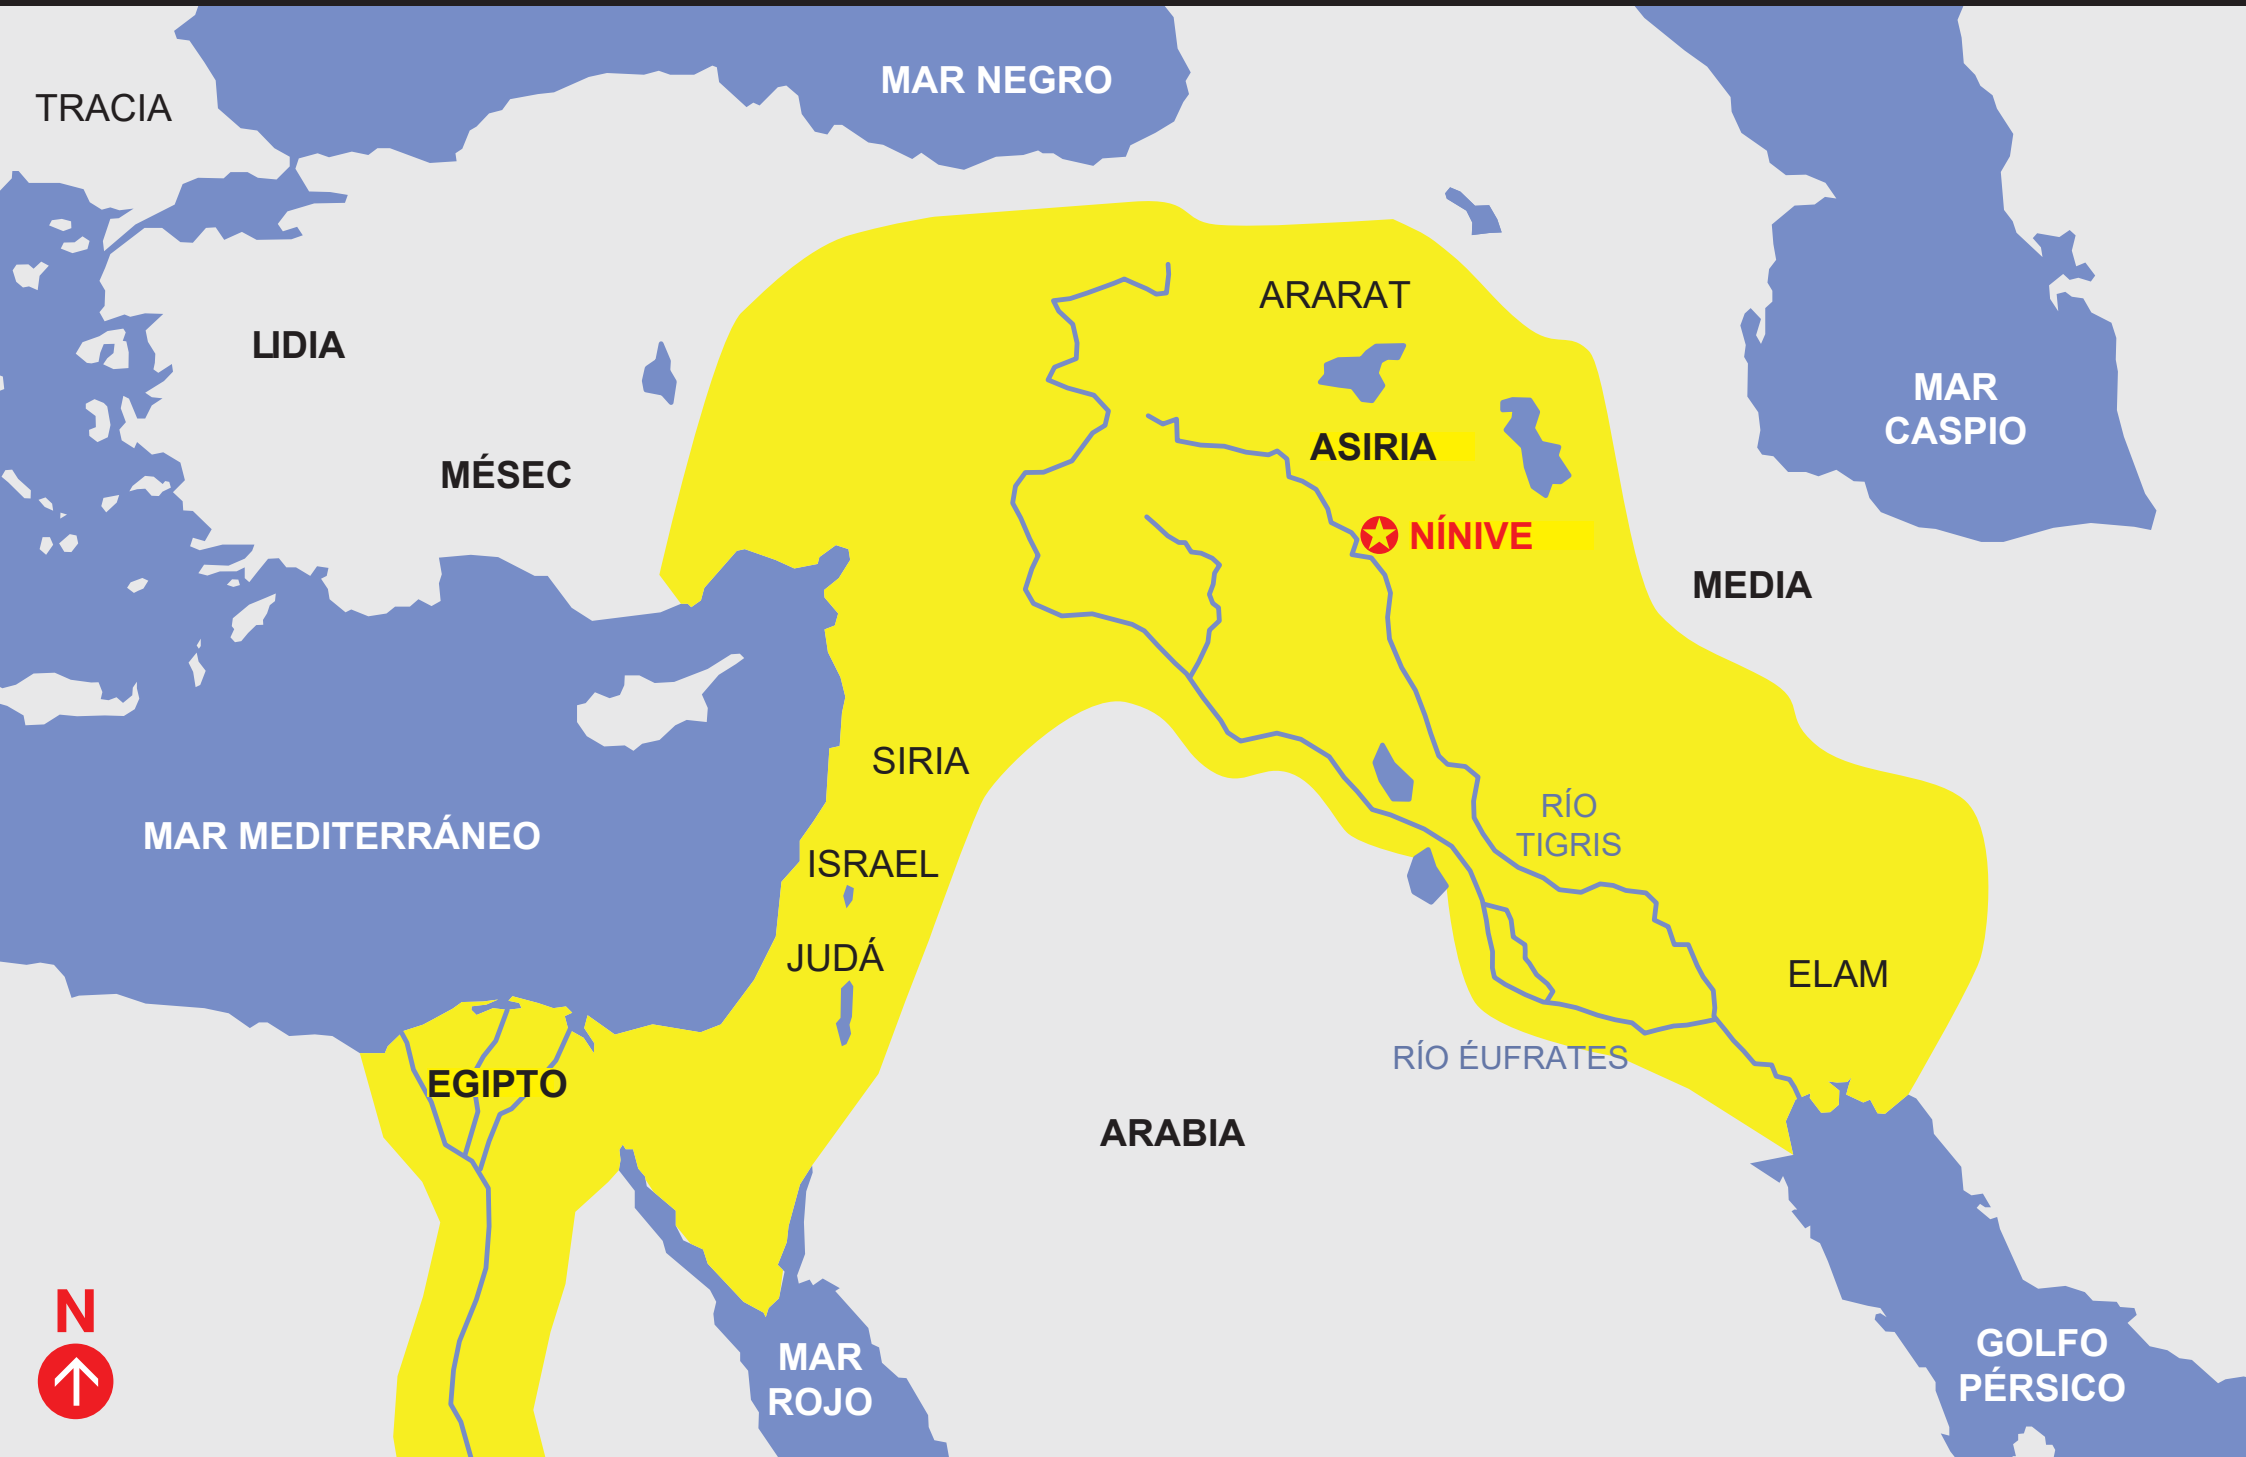 MAR NEGRO
TRACIA
ARARAT
LIDIA
MAR
CASPIO
ASIRIA
MÉSEC
NÍNIVE
MEDIA
SIRIA
RÍO
TIGRIS
MAR MEDITERRÁNEO
ISRAEL
JUDÁ
ELAM
RÍO ÉUFRATES
EGIPTO
ARABIA
N
MAR
ROJO
GOLFO
PÉRSICO